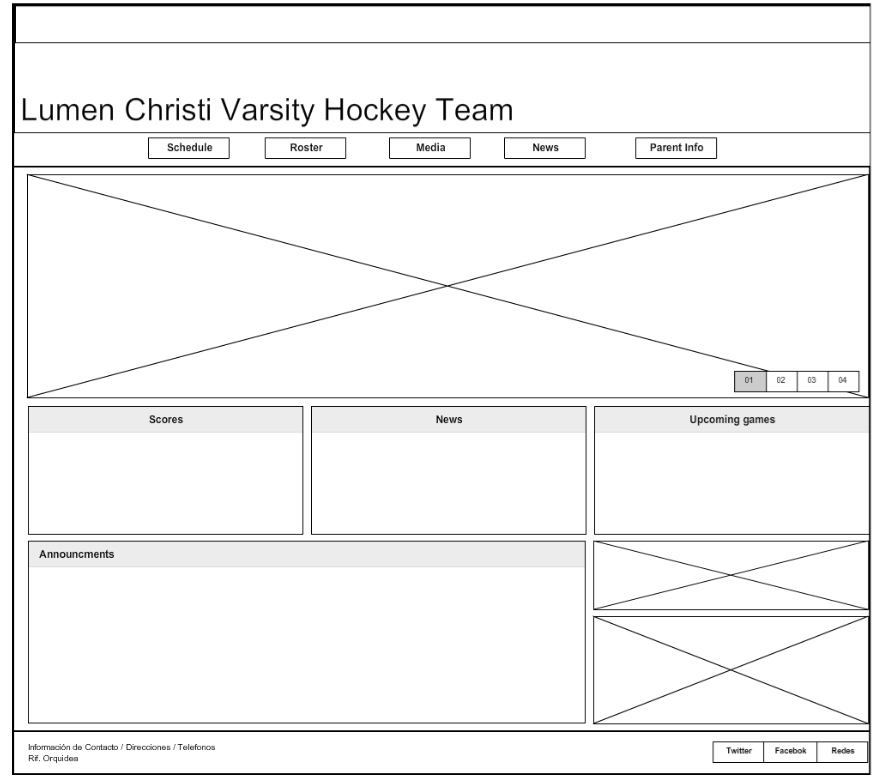 Lumen Christi Varsity Hockey Team
Schedule Roster Media News Parent Info
01 02 03 04
Scores News Upcoming games
Announcments
Información de Contacto / Direcciones / Telefonos
Rif. Orquidea
Twitter Facebok Redes